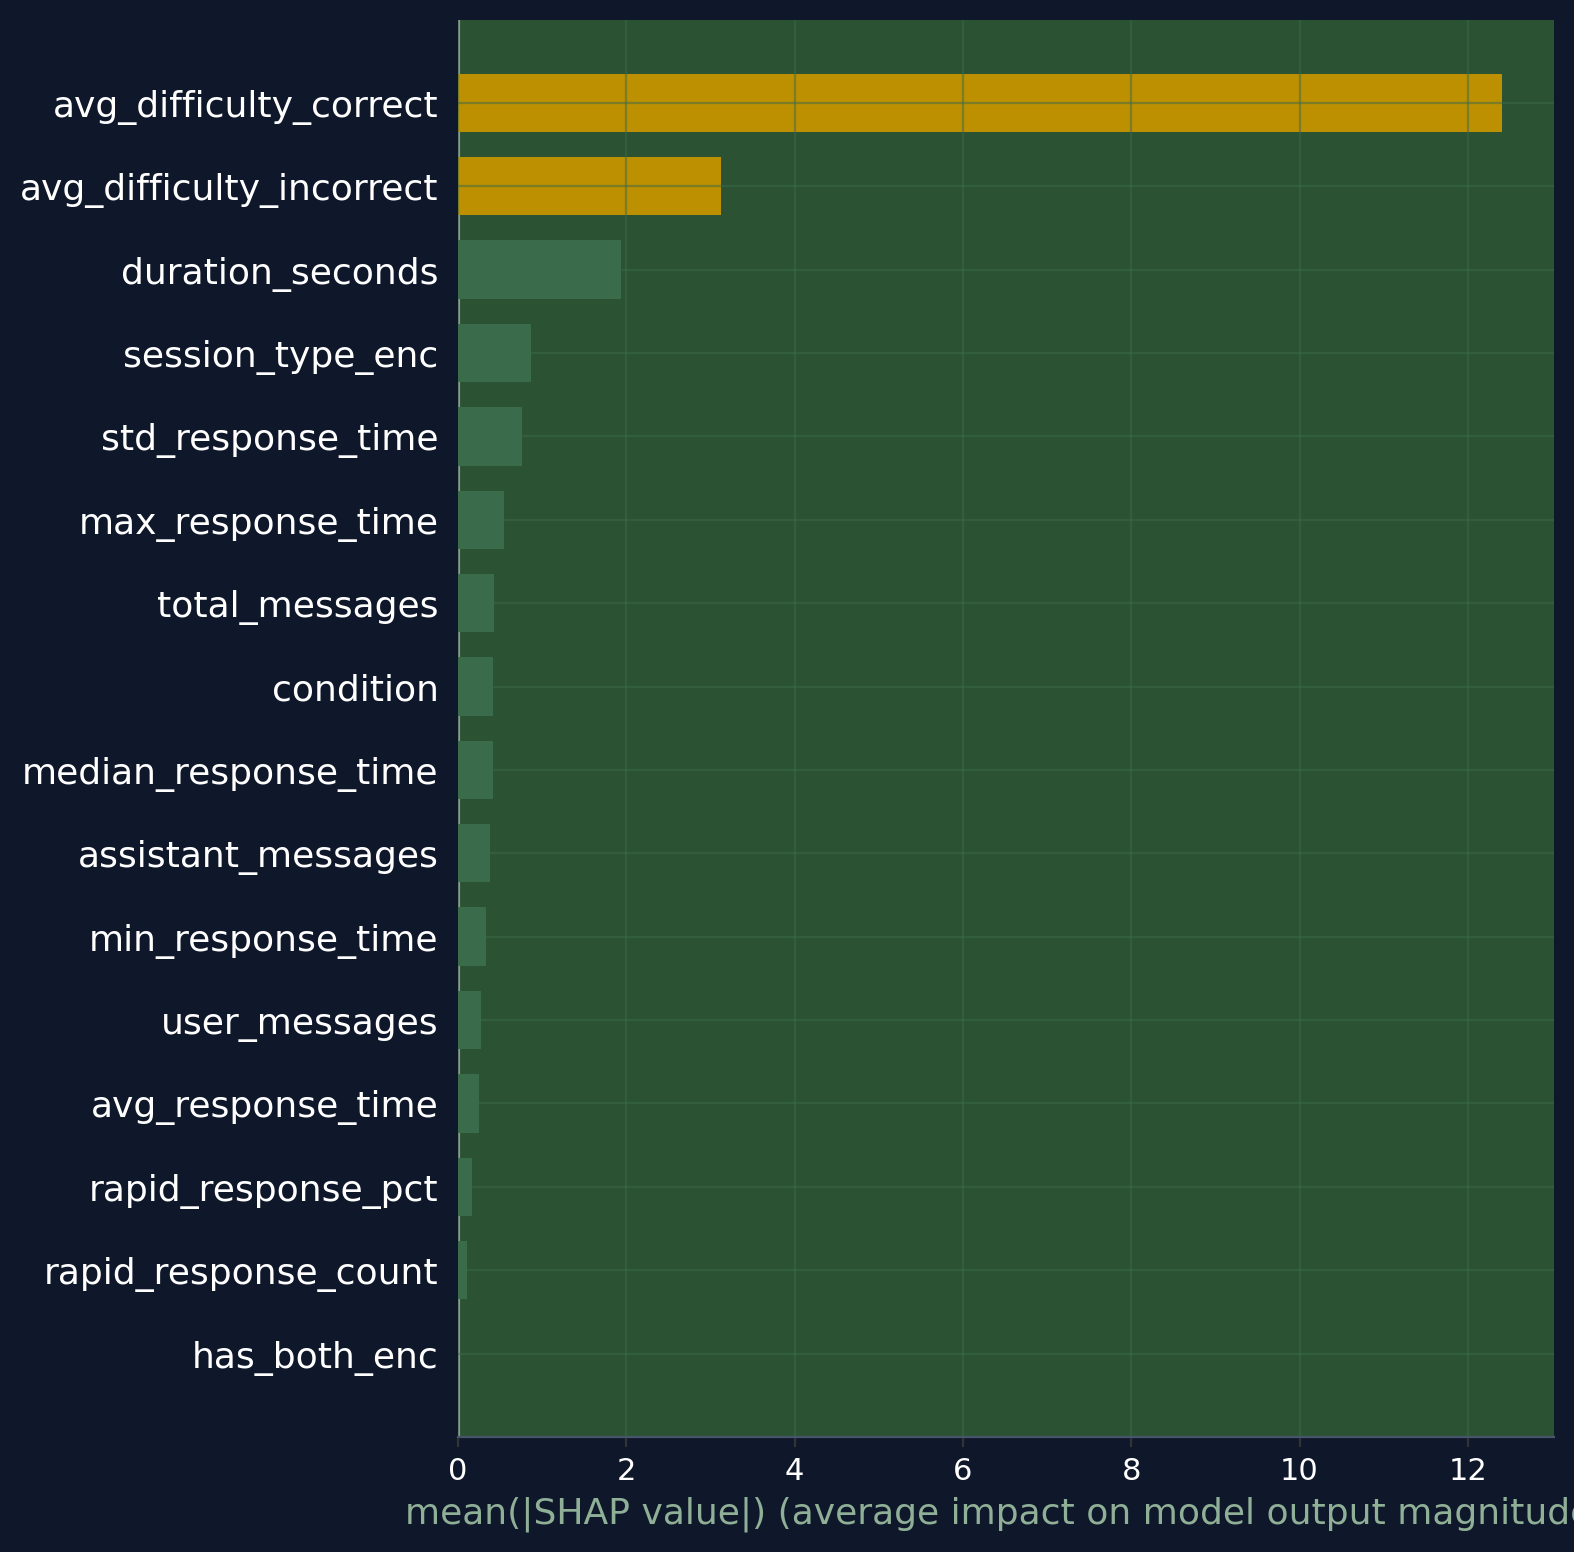 avg_difficulty_correct
avg_difficulty_incorrect
duration_seconds
session_type_enc
std_response_time
max_response_time
total_messages
condition
median_response_time
assistant_messages
min_response_time
user_messages
avg_response_time
rapid_response_pct
rapid_response_count
has_both_enc
0 2 4 6 8 10 12
mean(|SHAP value|) (average impact on model output magnitude